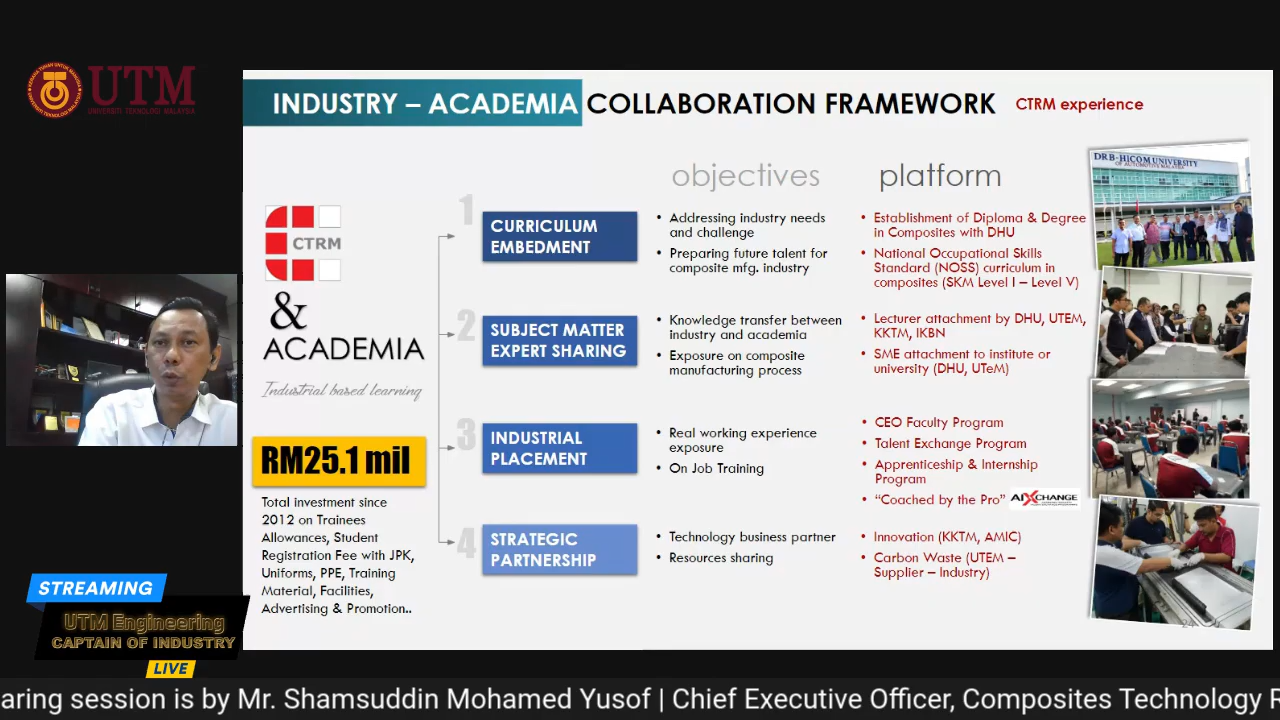 UTM
UNIVERSITI TEKNOLOGI MALAYSIA
INDUSTRY – ACADEMIA COLLABORATION FRAMEWORK
CTRM experience
objectives
platform
CTRM
&
ACADEMIA
Industrial based learning
RM25.1 mil
Total investment since
2012 on Trainees
Allowances, Student
Registration Fee with JPK,
Uniforms, PPE, Training
Material, Facilities,
Advertising & Promotion..
1
CURRICULUM
EMBEDMENT
• Addressing industry needs
and challenge
• Preparing future talent for
composite mfg. industry
• Establishment of Diploma & Degree
in Composites with DHU
• National Occupational Skills
Standard (NOSS) curriculum in
composites (SKM Level I – Level V)
2
SUBJECT MATTER
EXPERT SHARING
• Knowledge transfer between
industry and academia
• Exposure on composite
manufacturing process
• Lecturer attachment by DHU, UTEM,
KKTM, IKBN
• SME attachment to institute or
university (DHU, UTeM)
3
INDUSTRIAL
PLACEMENT
• Real working experience
exposure
• On Job Training
• CEO Faculty Program
• Talent Exchange Program
• Apprenticeship & Internship
Program
• “Coached by the Pro”
AIXCHANGE
4
STRATEGIC
PARTNERSHIP
• Technology business partner
• Resources sharing
• Innovation (KKTM, AMIC)
• Carbon Waste (UTEM –
Supplier – Industry)
DRB-HICOM UNIVERSITY
OF AUTOMOTIVE MALAYSIA
24
STREAMING
UTM Engineering
CAPTAIN OF INDUSTRY
LIVE
aring session is by Mr. Shamsuddin Mohamed Yusof | Chief Executive Officer, Composites Technology